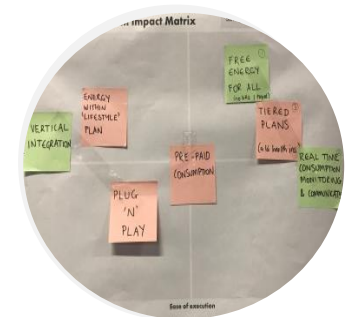 Impact Matrix
FREE
ENERGY
FOR ALL
ENERGY
WITHIN
'LIFESTYLE'
PLAN
TIERED
PLANS
VERTICAL
INTEGRATION
PRE-PAID
CONSUMPTION
REAL TIME
CONSUMPTION
MONITORING
&
PLUG
'N'
PLAY
Ease of execution